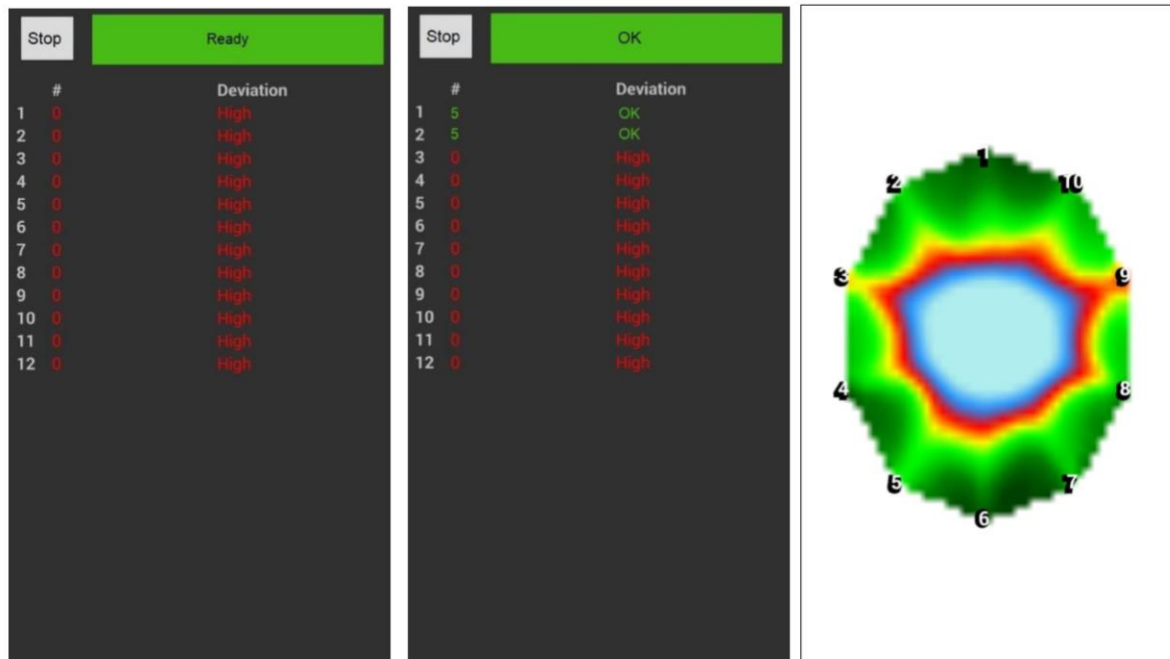 Stop Ready
# Deviation
1 0 High
2 0 High
3 0 High
4 0 High
5 0 High
6 0 High
7 0 High
8 0 High
9 0 High
10 0 High
11 0 High
12 0 High
Stop OK
# Deviation
1 5 OK
2 5 OK
3 0 High
4 0 High
5 0 High
6 0 High
7 0 High
8 0 High
9 0 High
10 0 High
11 0 High
12 0 High
1
2 10
3 9
4 8
5 7
6